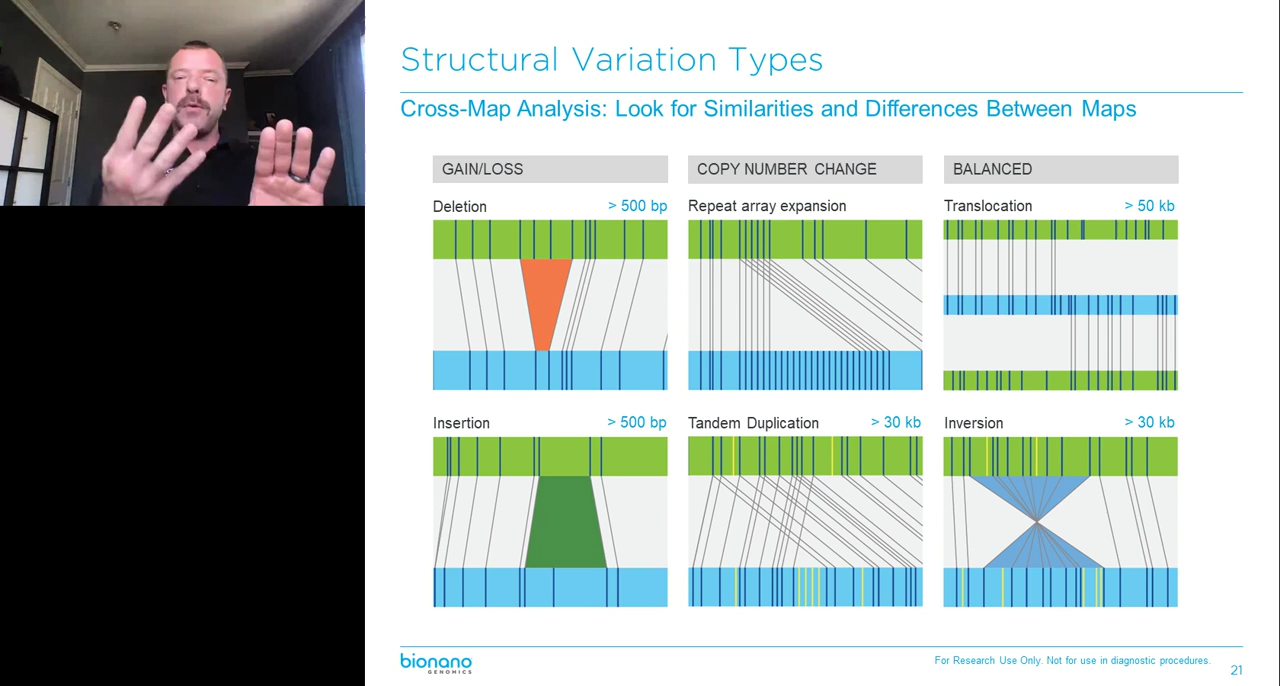 Structural Variation Types
Cross-Map Analysis: Look for Similarities and Differences Between Maps
GAIN/LOSS
COPY NUMBER CHANGE
BALANCED
Deletion > 500 bp
Repeat array expansion
Translocation > 50 kb
Insertion > 500 bp
Tandem Duplication > 30 kb
Inversion > 30 kb
bionano
GENOMICS
For Research Use Only. Not for use in diagnostic procedures.
21